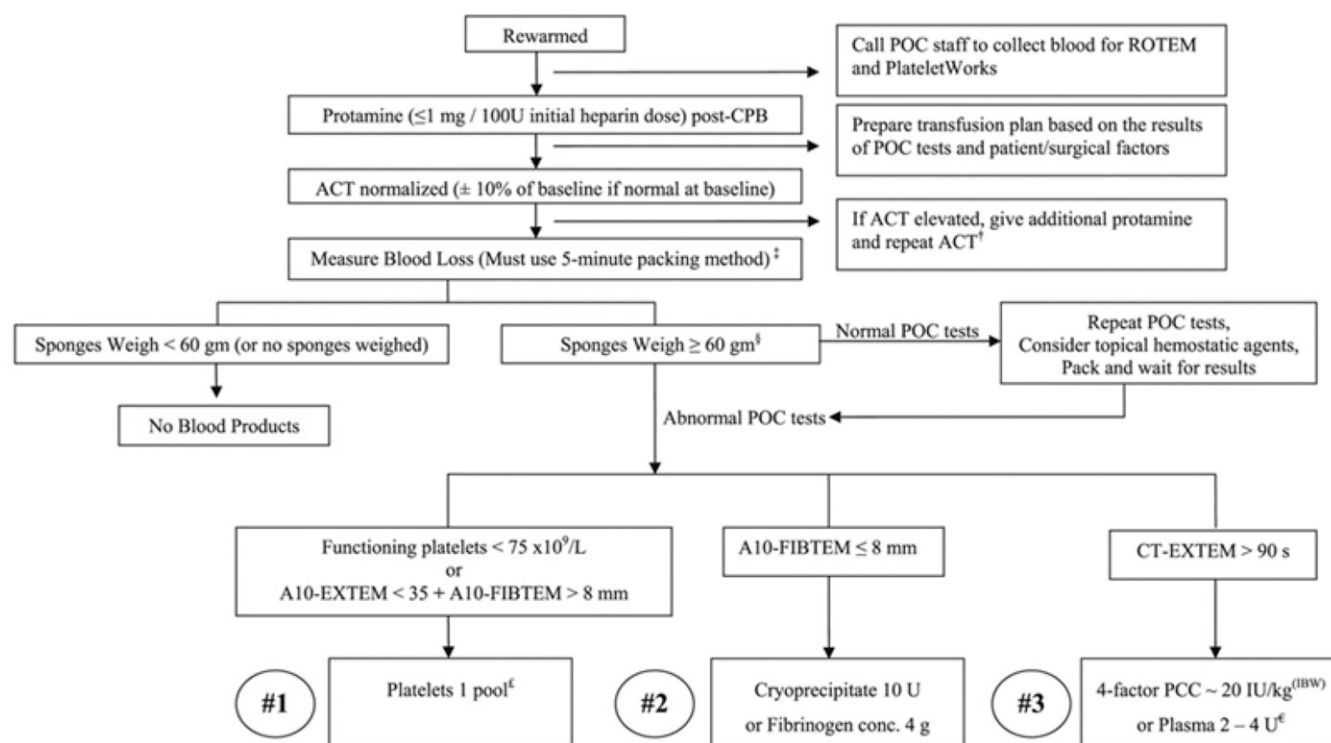 Rewarmed
Call POC staff to collect blood for ROTEM
and PlateletWorks
Protamine (≤1 mg / 100U initial heparin dose) post-CPB
Prepare transfusion plan based on the results
of POC tests and patient/surgical factors
ACT normalized (± 10% of baseline if normal at baseline)
If ACT elevated, give additional protamine
and repeat ACT†
Measure Blood Loss (Must use 5-minute packing method) ‡
Sponges Weigh < 60 gm (or no sponges weighed)
Sponges Weigh ≥ 60 gm§
Normal POC tests
Repeat POC tests,
Consider topical hemostatic agents,
Pack and wait for results
No Blood Products
Abnormal POC tests
Functioning platelets < 75 x10⁹/L
or
A10-EXTEM < 35 + A10-FIBTEM > 8 mm
A10-FIBTEM ≤ 8 mm
CT-EXTEM > 90 s
#1
Platelets 1 pool£
#2
Cryoprecipitate 10 U
or Fibrinogen conc. 4 g
#3
4-factor PCC ~ 20 IU/kg(IBW)
or Plasma 2 – 4 U€